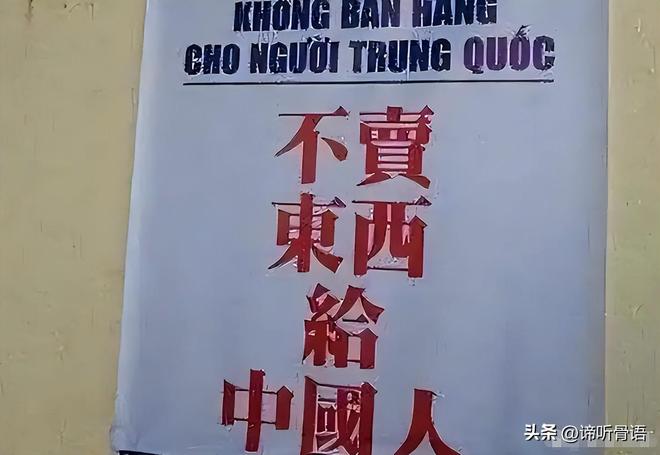 KHÔNG BÁN HÀNG
CHO NGƯỜI TRUNG QUỐC
不賣
東西
給
中國人
头条 @谛听骨语